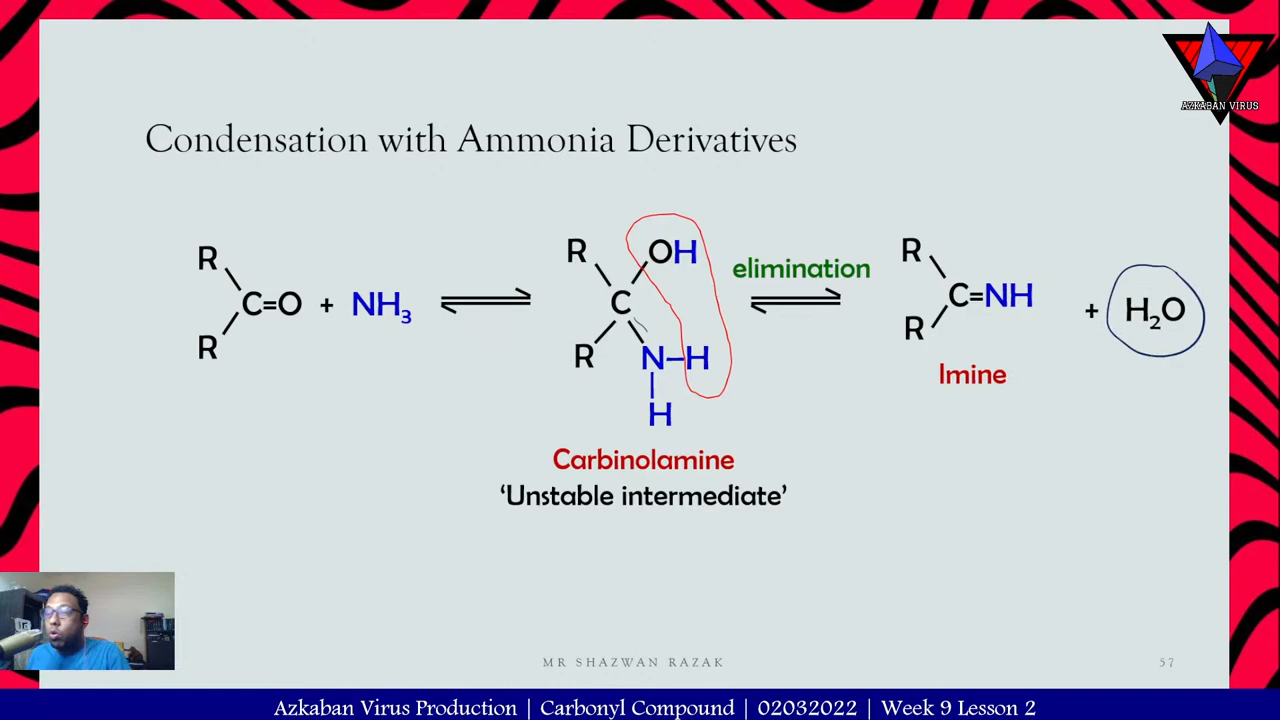 AZKABAN VIRUS
Condensation with Ammonia Derivatives
R
R
C=O + NH₃
R
OH
C
R
N–H
H
elimination
R
C=NH
R
+ H₂O
Imine
Carbinolamine
‘Unstable intermediate’
MR SHAZWAN RAZAK
57
Azkaban Virus Production | Carbonyl Compound | 02032022 | Week 9 Lesson 2